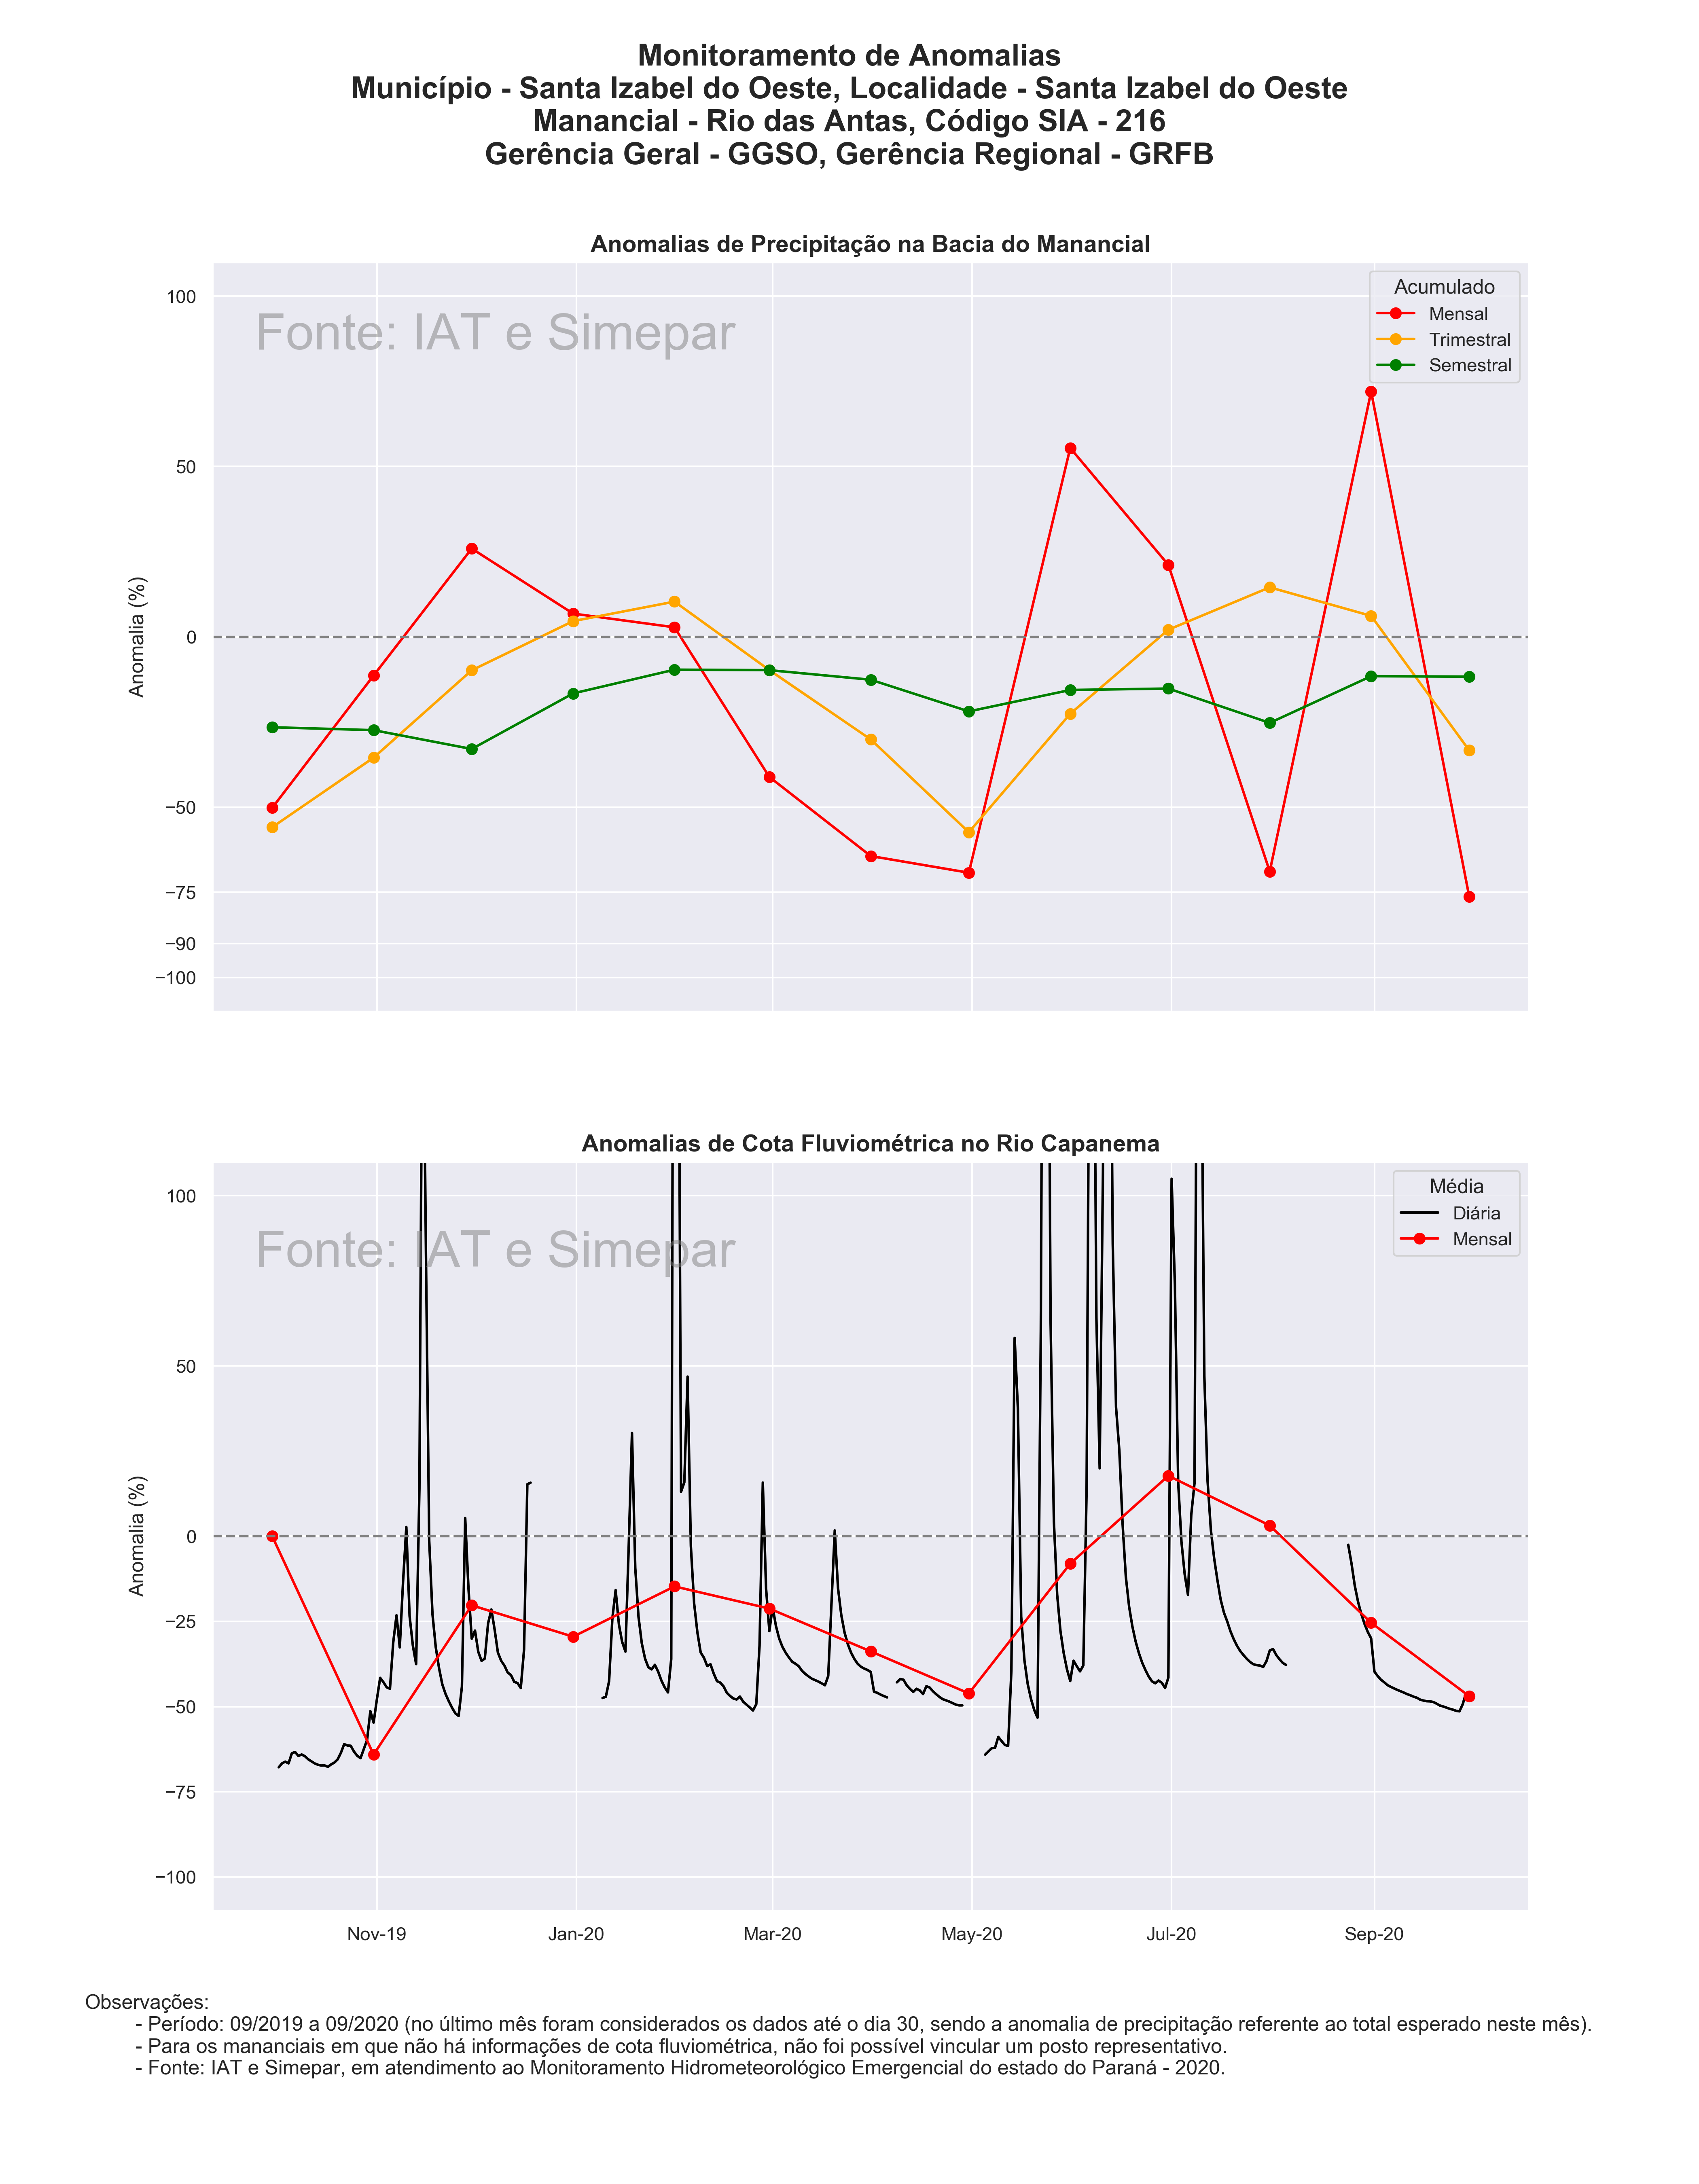 Monitoramento de Anomalias
Município - Santa Izabel do Oeste, Localidade - Santa Izabel do Oeste
Manancial - Rio das Antas, Código SIA - 216
Gerência Geral - GGSO, Gerência Regional - GRFB
Anomalias de Precipitação na Bacia do Manancial
Fonte: IAT e Simepar
Acumulado
Mensal
Trimestral
Semestral
Anomalia (%)
100
50
0
−50
−75
−90
−100
Anomalias de Cota Fluviométrica no Rio Capanema
Fonte: IAT e Simepar
Média
Diária
Mensal
Anomalia (%)
100
50
0
−25
−50
−75
−100
Nov-19 Jan-20 Mar-20 May-20 Jul-20 Sep-20
Observações:
- Período: 09/2019 a 09/2020 (no último mês foram considerados os dados até o dia 30, sendo a anomalia de precipitação referente ao total esperado neste mês).
- Para os mananciais em que não há informações de cota fluviométrica, não foi possível vincular um posto representativo.
- Fonte: IAT e Simepar, em atendimento ao Monitoramento Hidrometeorológico Emergencial do estado do Paraná - 2020.